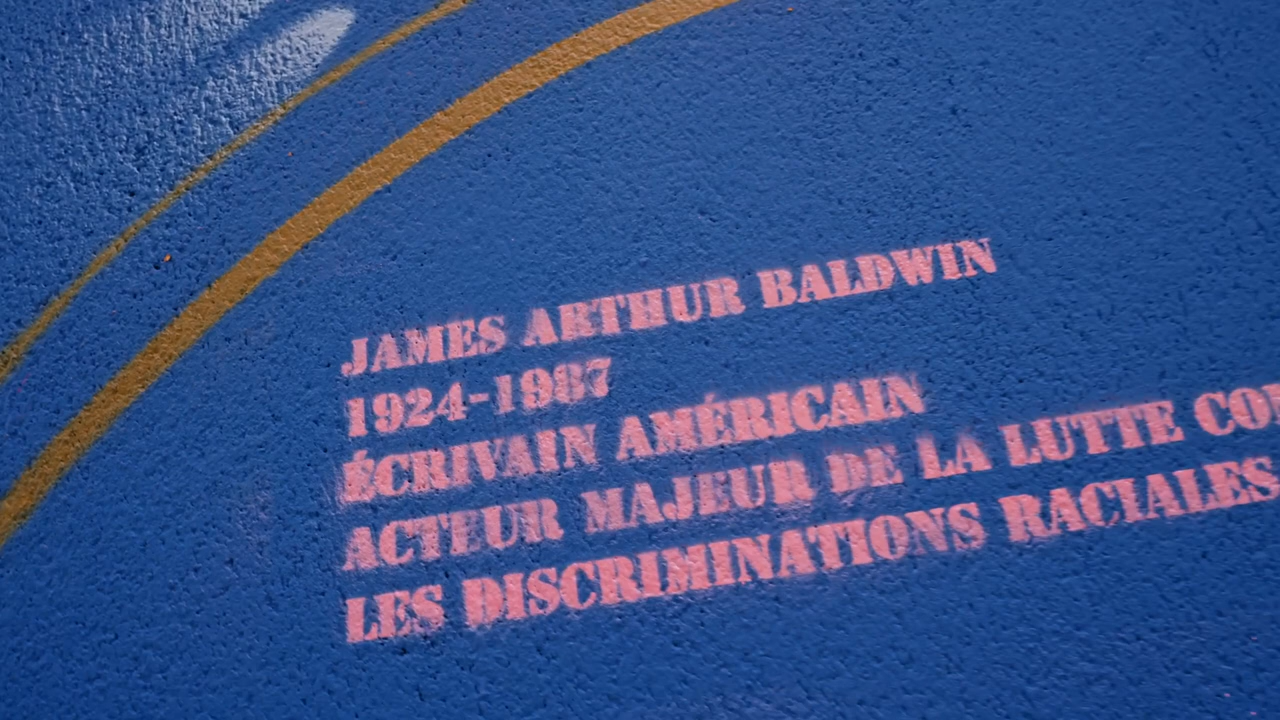 JAMES ARTHUR BALDWIN
1924-1987
ÉCRIVAIN AMÉRICAIN
ACTEUR MAJEUR DE LA LUTTE
LES DISCRIMINATIONS RACIALES